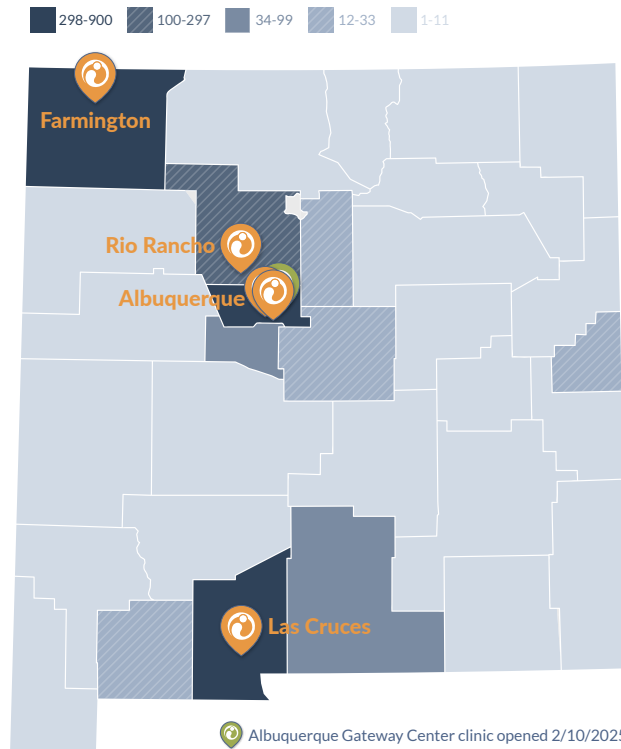 298-900 100-297 34-99 12-33 1-11
Farmington
Rio Rancho
Albuquerque
Las Cruces
Albuquerque Gateway Center clinic opened 2/10/2025